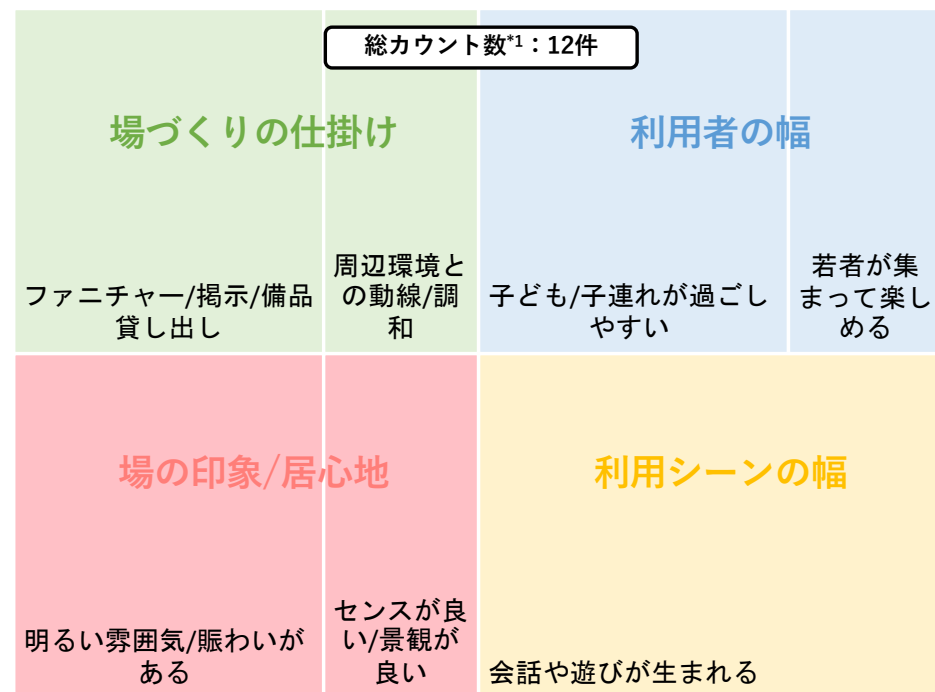 総カウント数*1：12件
場づくりの仕掛け
利用者の幅
ファニチャー/掲示/備品
貸し出し
周辺環境と
の動線/調
和
子ども/子連れが過ごし
やすい
若者が集
まって楽し
める
場の印象/居心地
利用シーンの幅
明るい雰囲気/賑わいが
ある
センスが良
い/景観が
良い
会話や遊びが生まれる